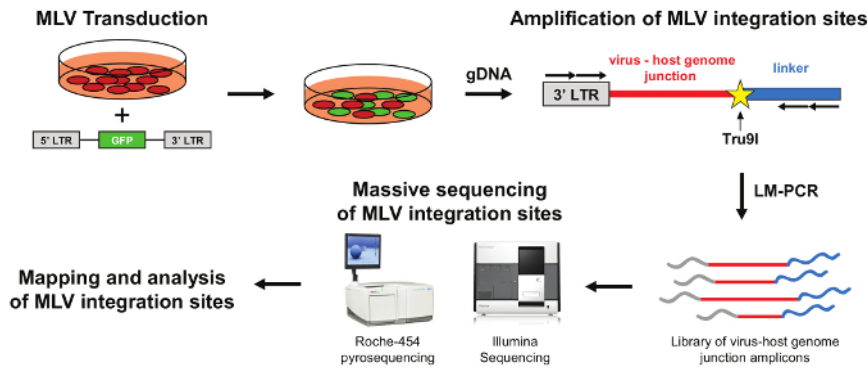 MLV Transduction
+
5' LTR
GFP
3' LTR
gDNA
Amplification of MLV integration sites
virus - host genome
junction
linker
3' LTR
Tru9I
LM-PCR
Library of virus-host genome
junction amplicons
Massive sequencing
of MLV integration sites
Roche-454
pyrosequencing
Illumina
Sequencing
Mapping and analysis
of MLV integration sites